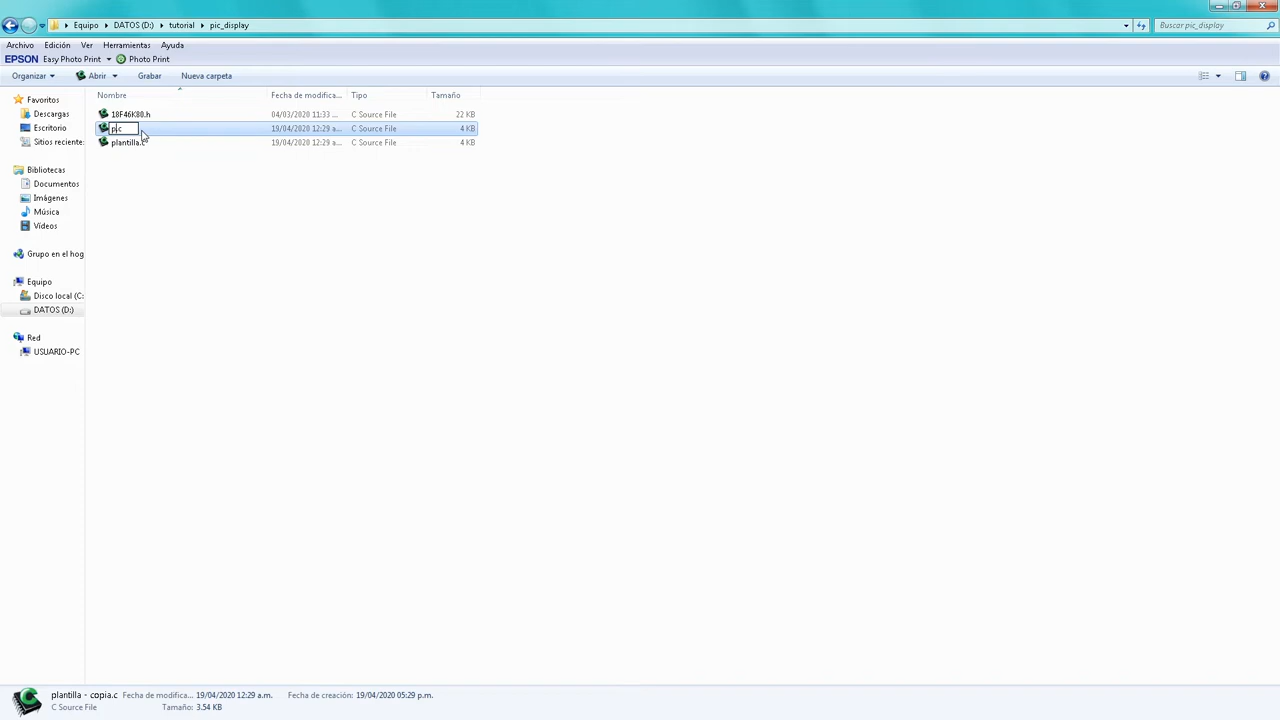 Equipo ▸ DATOS (D:) ▸ tutorial ▸ pic_display
Buscar pic_display
Archivo Edición Ver Herramientas Ayuda
EPSON Easy Photo Print Photo Print
Organizar Abrir Grabar Nueva carpeta
Nombre Fecha de modifica... Tipo Tamaño
Favoritos
Descargas
Escritorio
Sitios reciente:
Bibliotecas
Documentos
Imágenes
Música
Vídeos
Grupo en el hog
Equipo
Disco local (C:
DATOS (D:)
Red
USUARIO-PC
18F46K80.h 04/03/2020 11:33 ... C Source File 22 KB
p.c 19/04/2020 12:29 a... C Source File 4 KB
plantilla.c 19/04/2020 12:29 a... C Source File 4 KB
plantilla - copia.c Fecha de modifica... 19/04/2020 12:29 a.m. Fecha de creación: 19/04/2020 05:29 p.m.
C Source File Tamaño: 3.54 KB